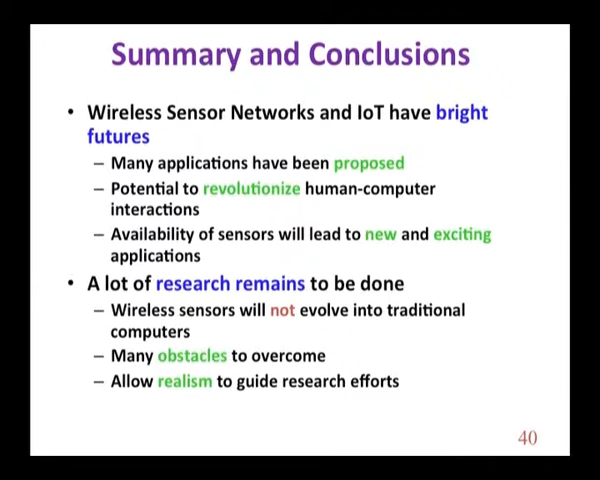 Summary and Conclusions
• Wireless Sensor Networks and IoT have bright
futures
– Many applications have been proposed
– Potential to revolutionize human-computer
interactions
– Availability of sensors will lead to new and exciting
applications
• A lot of research remains to be done
– Wireless sensors will not evolve into traditional
computers
– Many obstacles to overcome
– Allow realism to guide research efforts
40